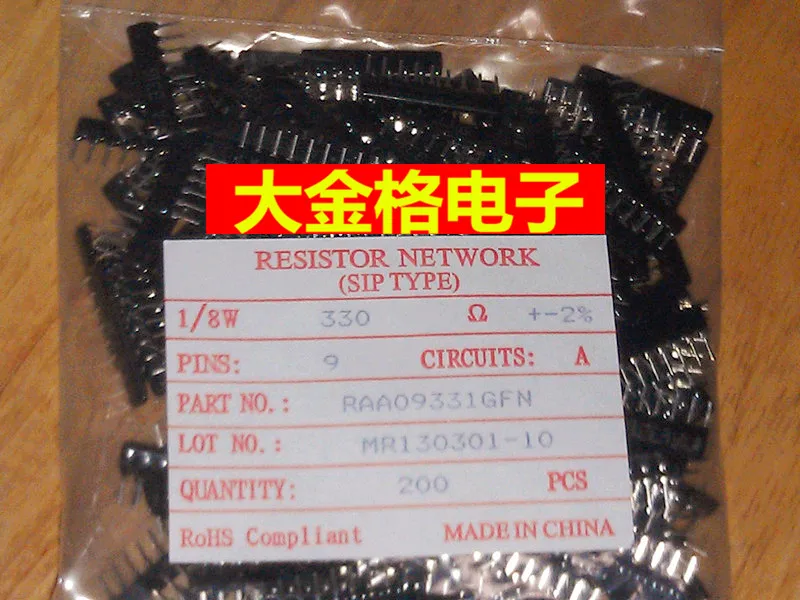 大金格电子
RESISTOR NETWORK
(SIP TYPE)
1/8W 330 Ω +-2%
PINS: 9 CIRCUITS: A
PART NO.: RAA09331GFN
LOT NO.: MR130301-10
QUANTITY: 200 PCS
RoHS Compliant MADE IN CHINA